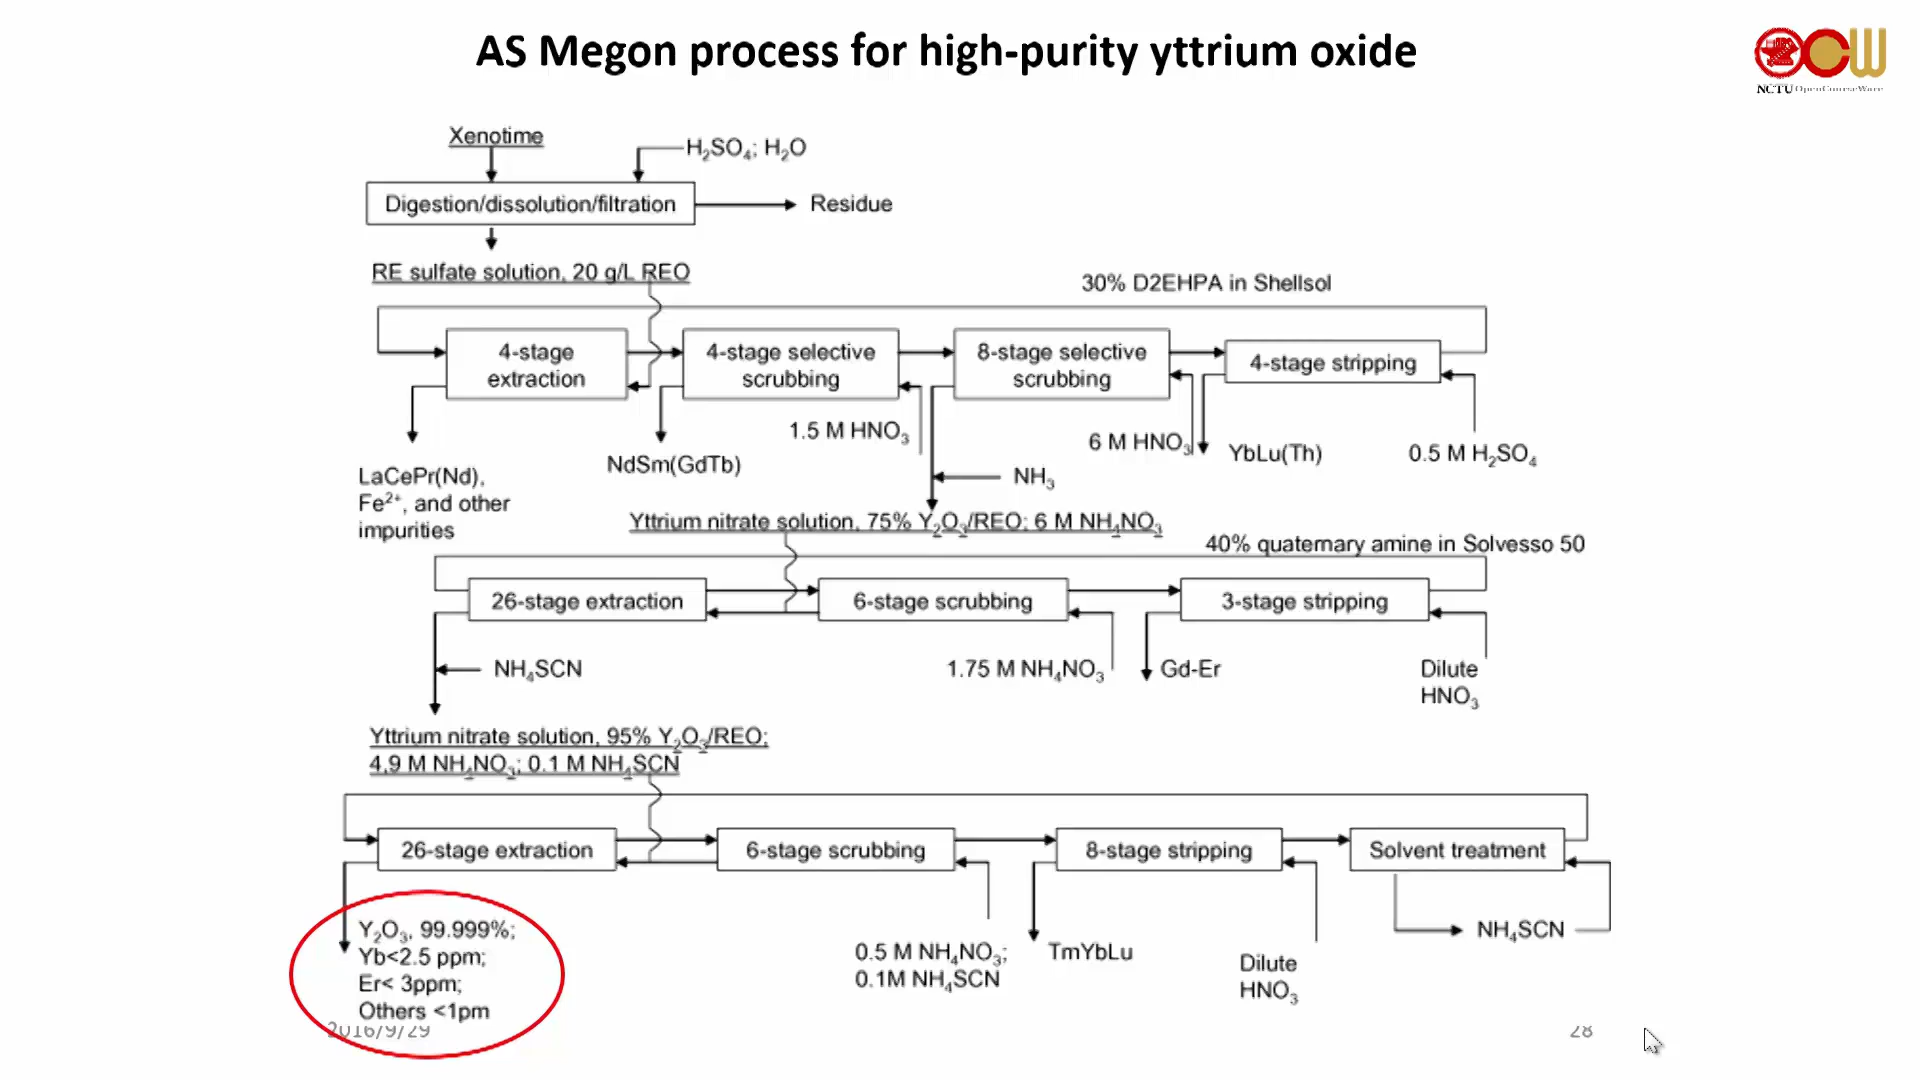 AS Megon process for high-purity yttrium oxide
NCTU OpenCourseWare
Xenotime
H₂SO₄; H₂O
Digestion/dissolution/filtration
Residue
RE sulfate solution, 20 g/L REO
30% D2EHPA in Shellsol
4-stage
extraction
4-stage selective
scrubbing
8-stage selective
scrubbing
4-stage stripping
1.5 M HNO₃
6 M HNO₃
YbLu(Th)
0.5 M H₂SO₄
NdSm(GdTb)
LaCePr(Nd),
Fe²⁺, and other
impurities
NH₃
Yttrium nitrate solution, 75% Y₂O₃/REO; 6 M NH₄NO₃
40% quaternary amine in Solvesso 50
26-stage extraction
6-stage scrubbing
3-stage stripping
NH₄SCN
1.75 M NH₄NO₃
Gd-Er
Dilute
HNO₃
Yttrium nitrate solution, 95% Y₂O₃/REO;
4,9 M NH₄NO₃; 0.1 M NH₄SCN
26-stage extraction
6-stage scrubbing
8-stage stripping
Solvent treatment
Y₂O₃, 99.999%;
Yb<2.5 ppm;
Er< 3ppm;
Others <1pm
0.5 M NH₄NO₃;
0.1M NH₄SCN
TmYbLu
Dilute
HNO₃
NH₄SCN
2016/9/29
28